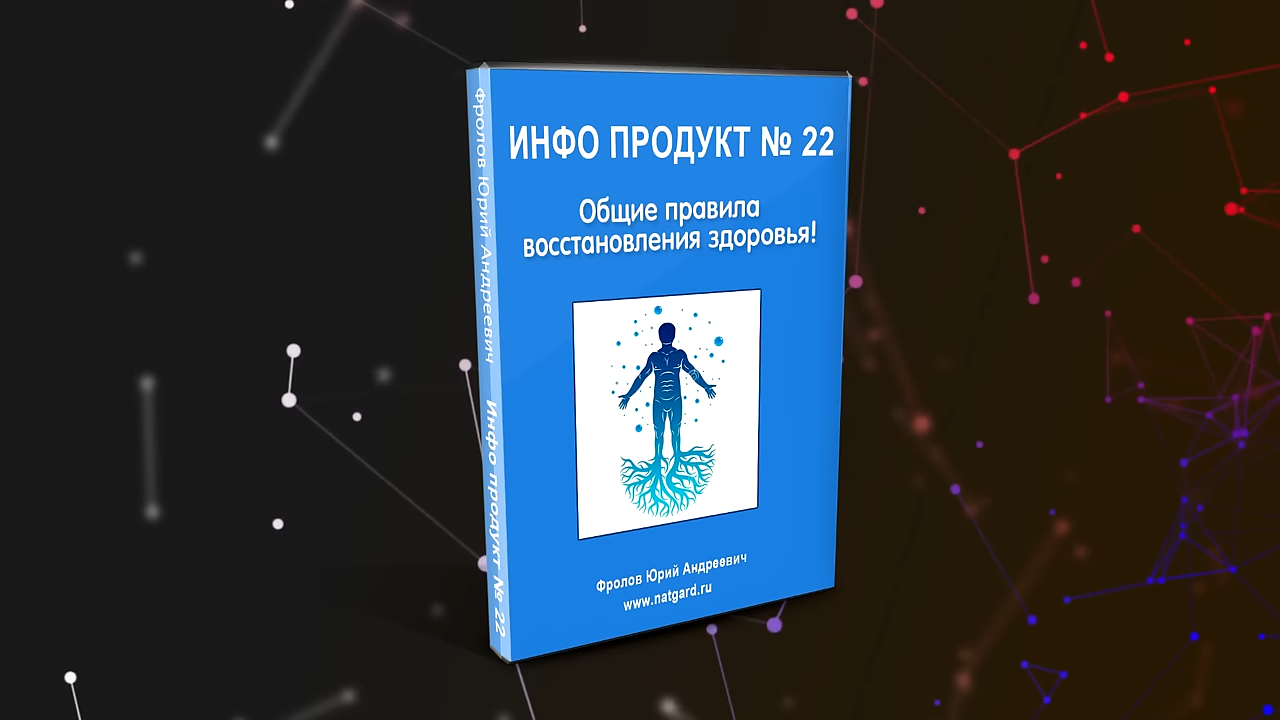 ИНФО ПРОДУКТ № 22
Общие правила
восстановления здоровья!
Фролов Юрий Андреевич
www.natgard.ru
Фролов Юрий Андреевич Инфо продукт № 22